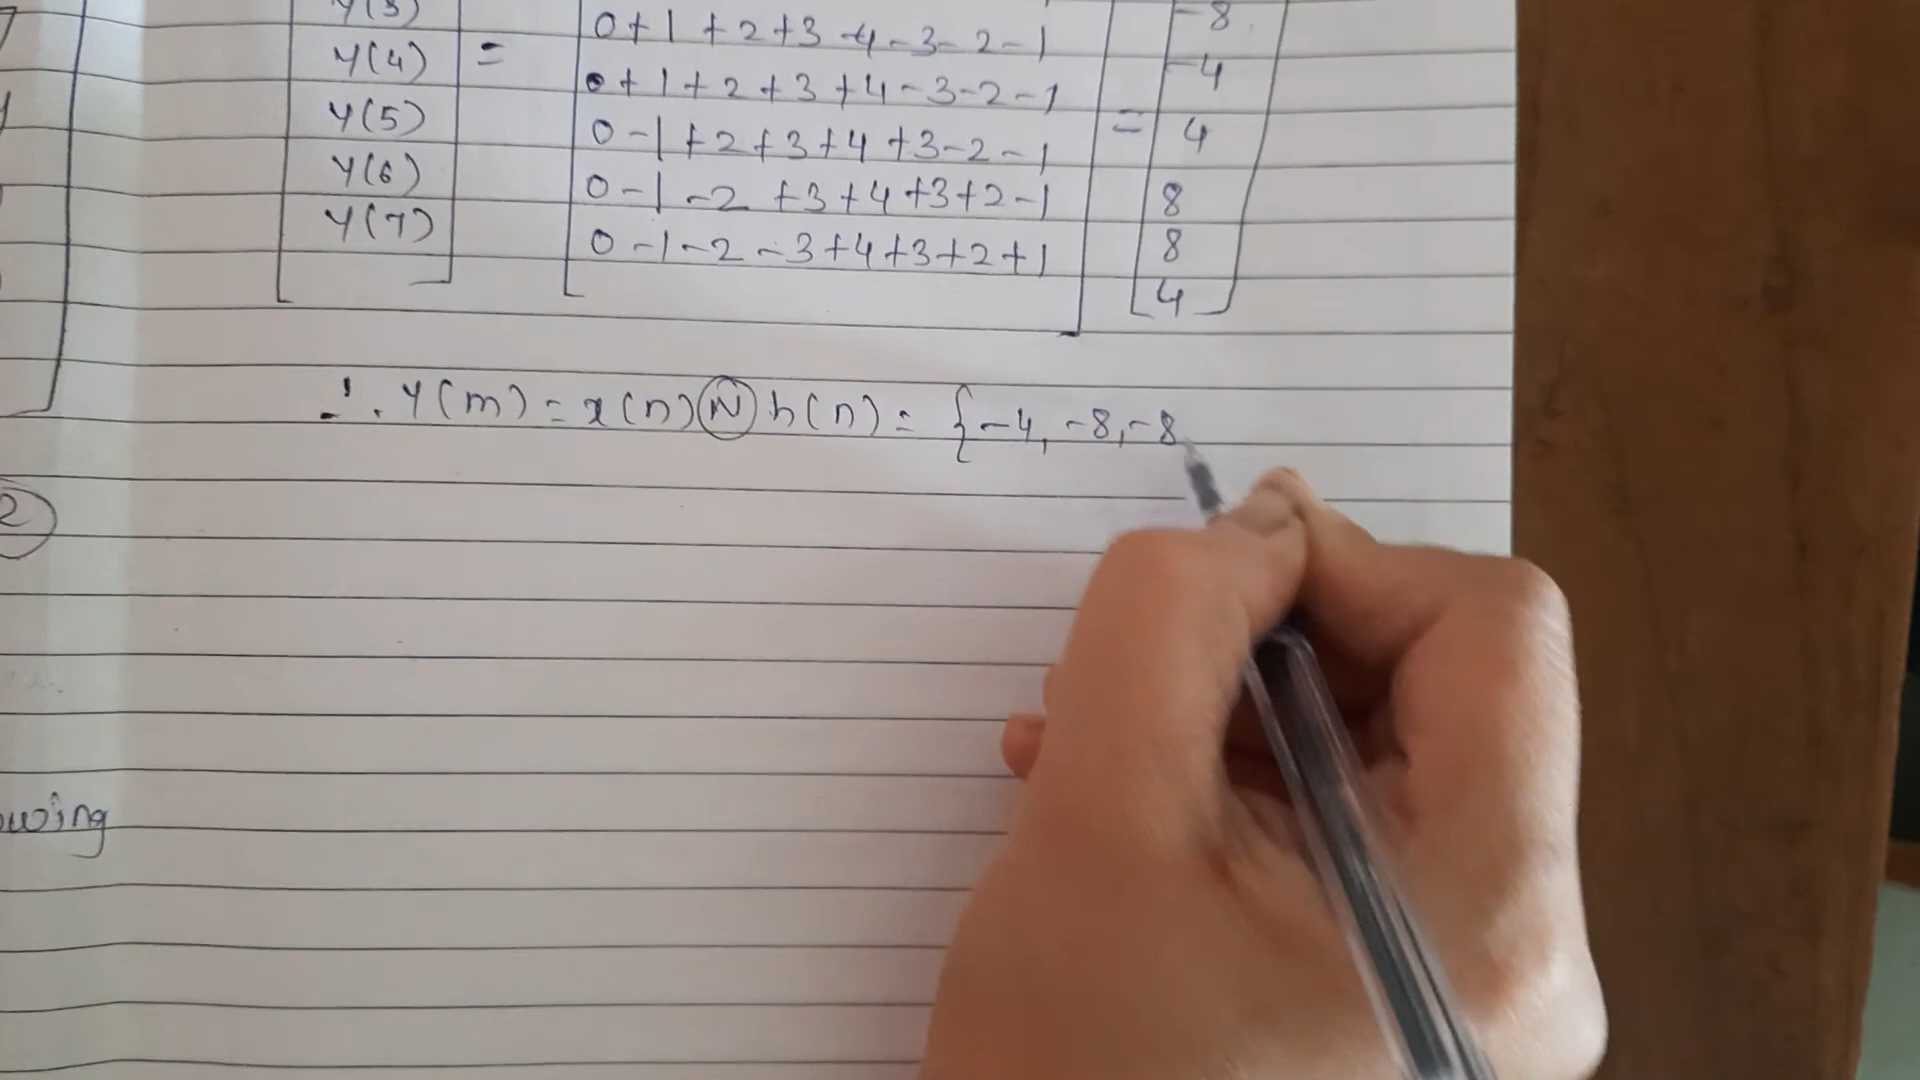 Y(3) -8
0+1+2+3-4-3-2-1
Y(4) = -4
0+1+2+3+4-3-2-1
Y(5) = 4
0-1+2+3+4+3-2-1
Y(6) 8
0-1-2+3+4+3+2-1
Y(7) 8
0-1-2-3+4+3+2+1
4
∴ Y(m) = x(n) Ⓝ h(n) = {-4, -8, -8
②
owing